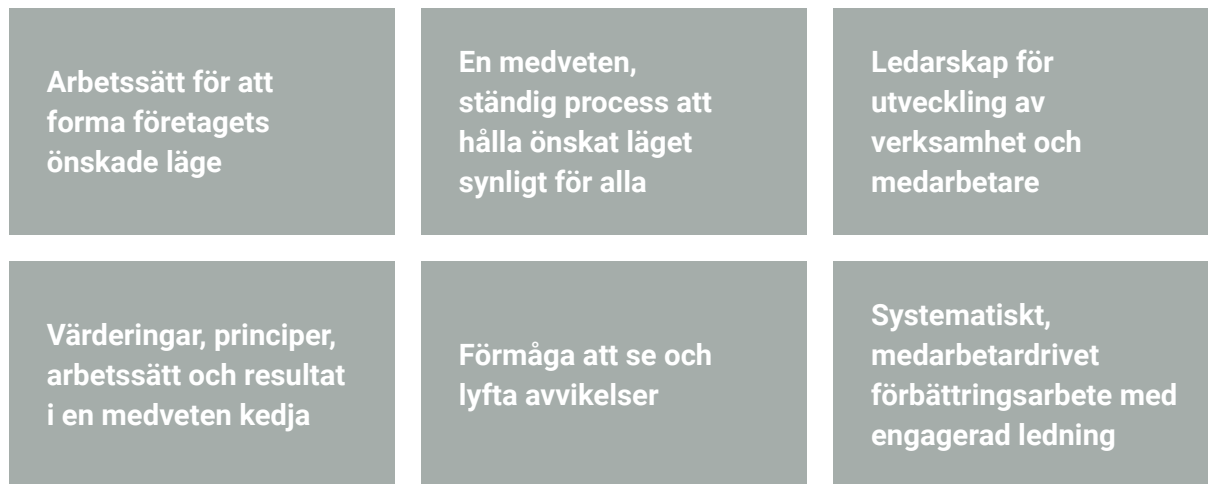 Arbetssätt för att
forma företagets
önskade läge
En medveten,
ständig process att
hålla önskat läget
synligt för alla
Ledarskap för
utveckling av
verksamhet och
medarbetare
Värderingar, principer,
arbetssätt och resultat
i en medveten kedja
Förmåga att se och
lyfta avvikelser
Systematiskt,
medarbetardrivet
förbättringsarbete med
engagerad ledning